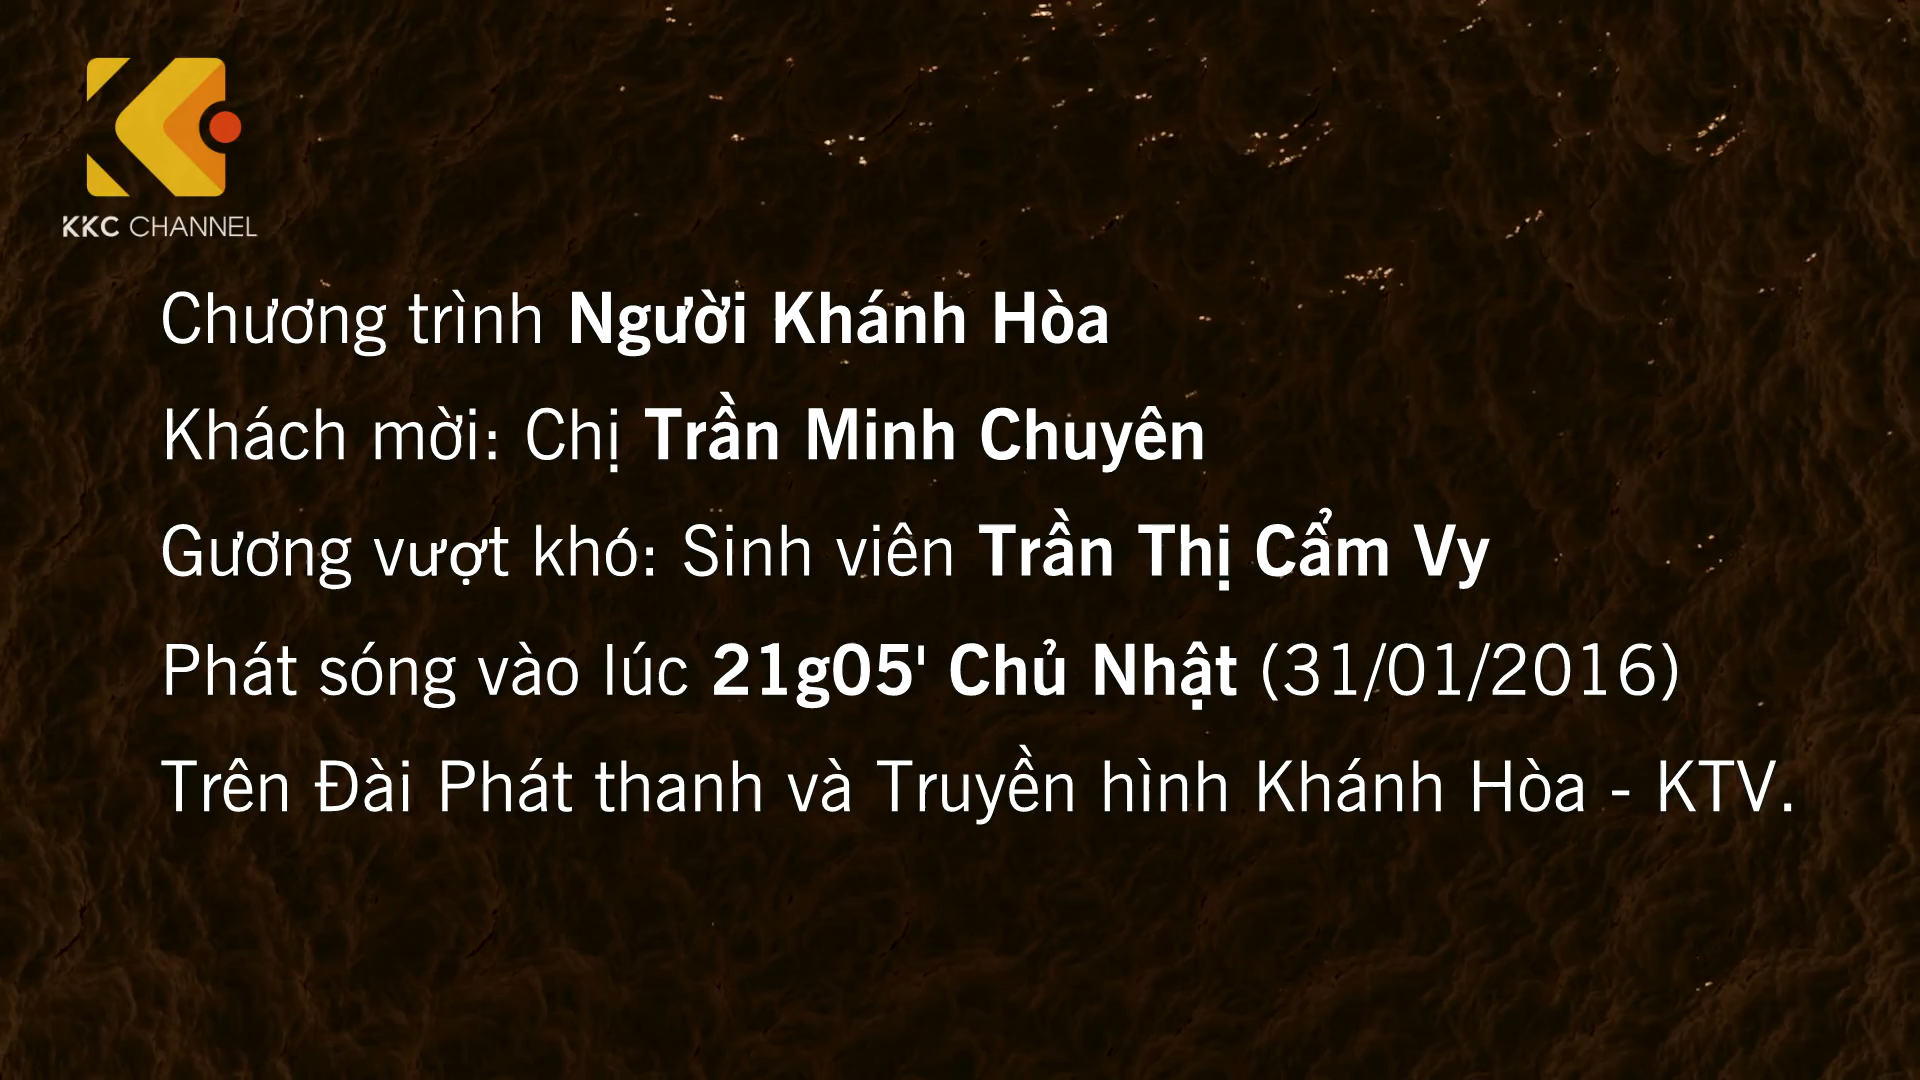 KKC CHANNEL
Chương trình Người Khánh Hòa
Khách mời: Chị Trần Minh Chuyên
Gương vượt khó: Sinh viên Trần Thị Cẩm Vy
Phát sóng vào lúc 21g05' Chủ Nhật (31/01/2016)
Trên Đài Phát thanh và Truyền hình Khánh Hòa - KTV.